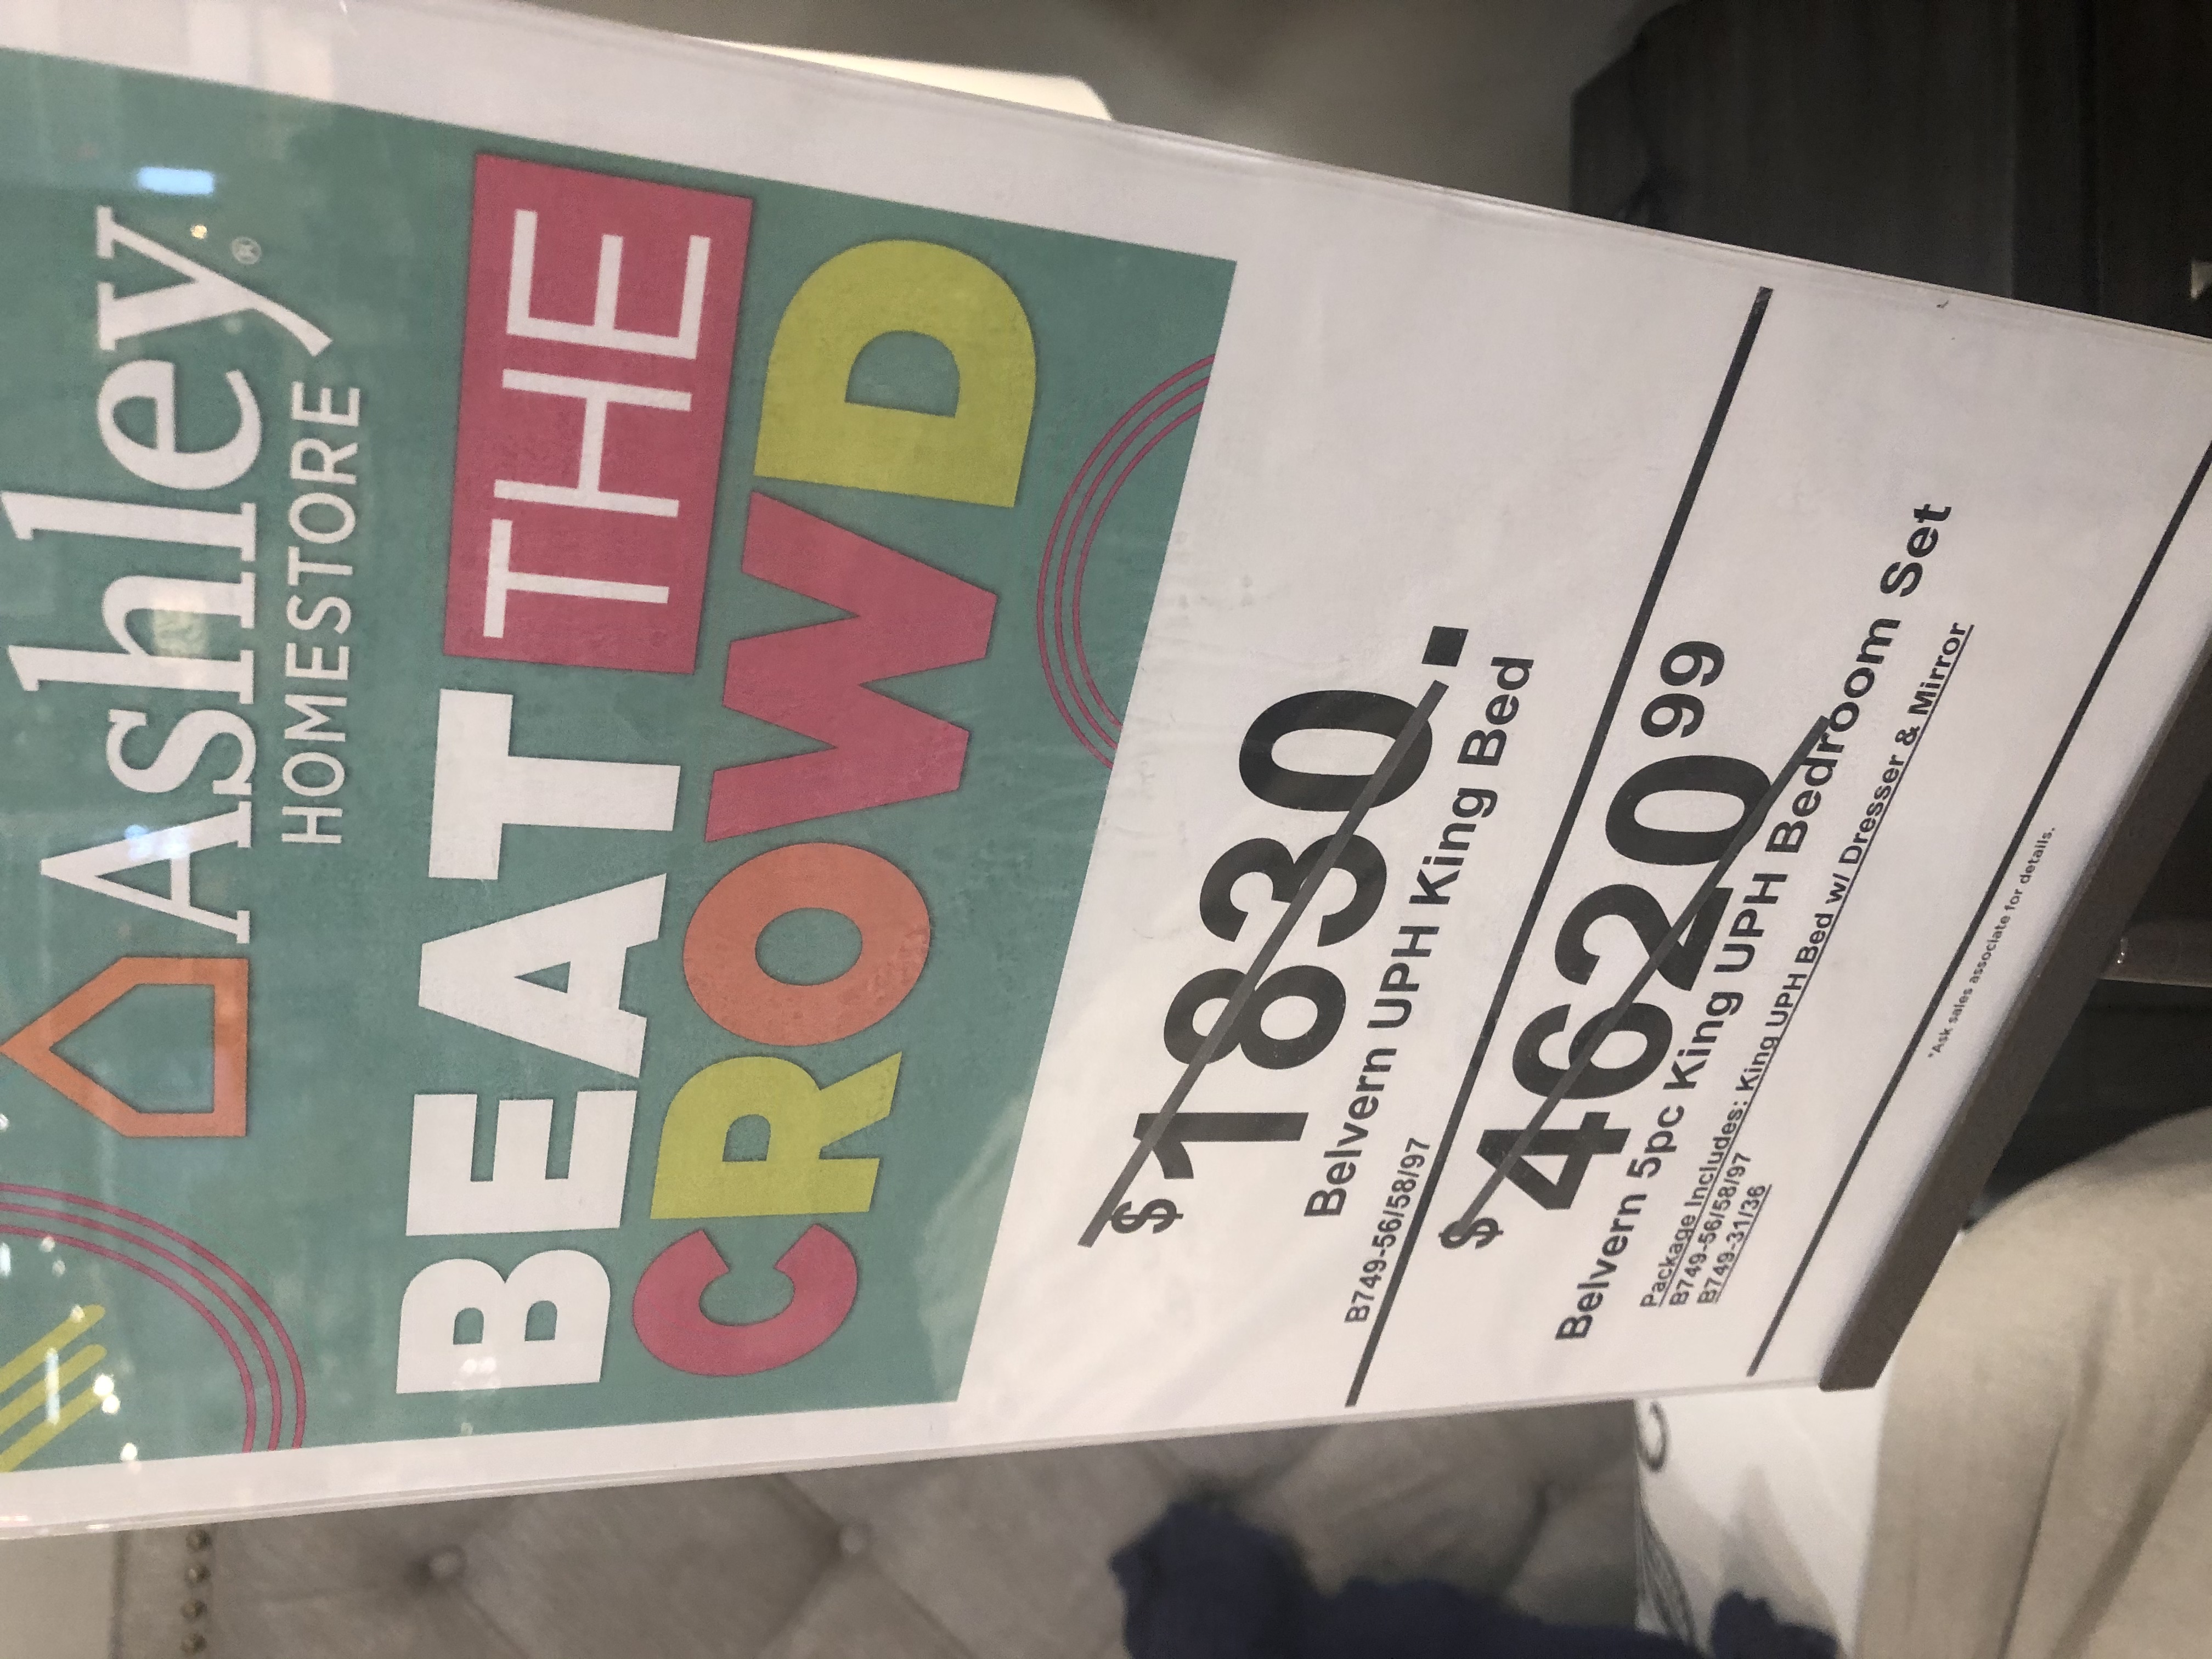 Ashley®
HOMESTORE
BEAT THE
CROWD
$1830.
Belvern UPH King Bed
B749-56/58/97
$4620 99
Belvern 5pc King UPH Bedroom Set
Package Includes: King UPH Bed w/ Dresser & Mirror
B749-56/58/97
B749-31/36
*Ask sales associate for details.